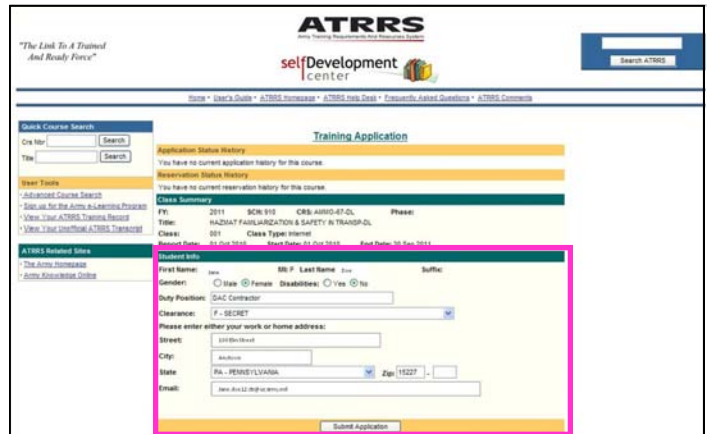 ATRRS
Army Training Requirements And Resources System
"The Link To A Trained
And Ready Force"
selfDevelopment
center
Search ATRRS
Home • User's Guide • ATRRS Homepage • ATRRS Help Desk • Frequently Asked Questions • ATRRS Comments
Quick Course Search
Crs Nbr Search
Title Search
User Tools
Advanced Course Search
Sign up for the Army e-Learning Program
View Your ATRRS Training Record
View Your Unofficial ATRRS Transcript
ATRRS Related Sites
The Army Homepage
Army Knowledge Online
Training Application
Application Status History
You have no current application history for this course.
Reservation Status History
You have no current reservation history for this course.
Class Summary
FY: 2011 SCH: 910 CRS: AMMO-67-DL Phase:
Title: HAZMAT FAMILIARIZATION & SAFETY IN TRANSP-DL
Class: 001 Class Type: Internet
Report Date: 01 Oct 2010 Start Date: 01 Oct 2010 End Date: 30 Sep 2011
Student Info
First Name: Jane MI: P Last Name Doe Suffix:
Gender: Male Female Disabilities: Yes No
Duty Position: DAC Contractor
Clearance: F - SECRET
Please enter either your work or home address:
Street: Elm Street
City: Anytown
State PA - PENNSYLVANIA Zip: 15227 -
Email:
Submit Application